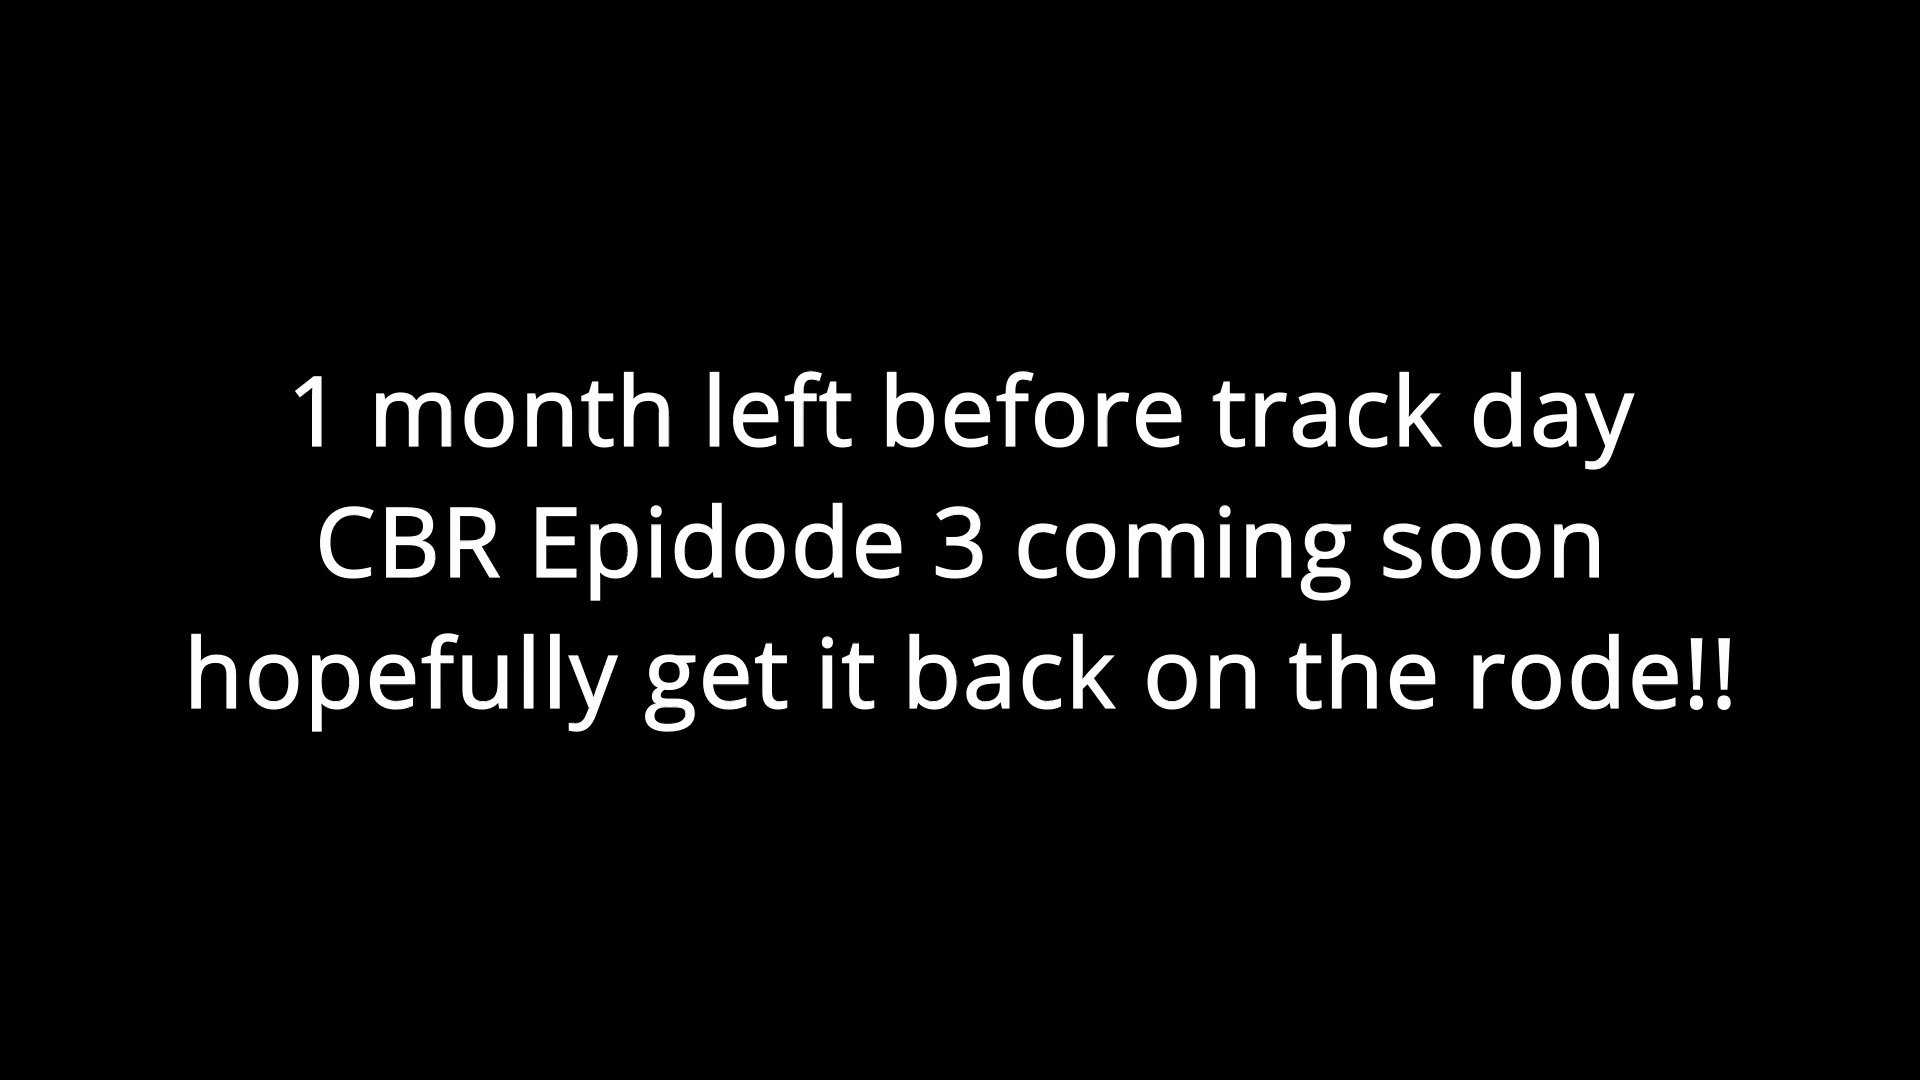 1 month left before track day
CBR Epidode 3 coming soon
hopefully get it back on the rode!!